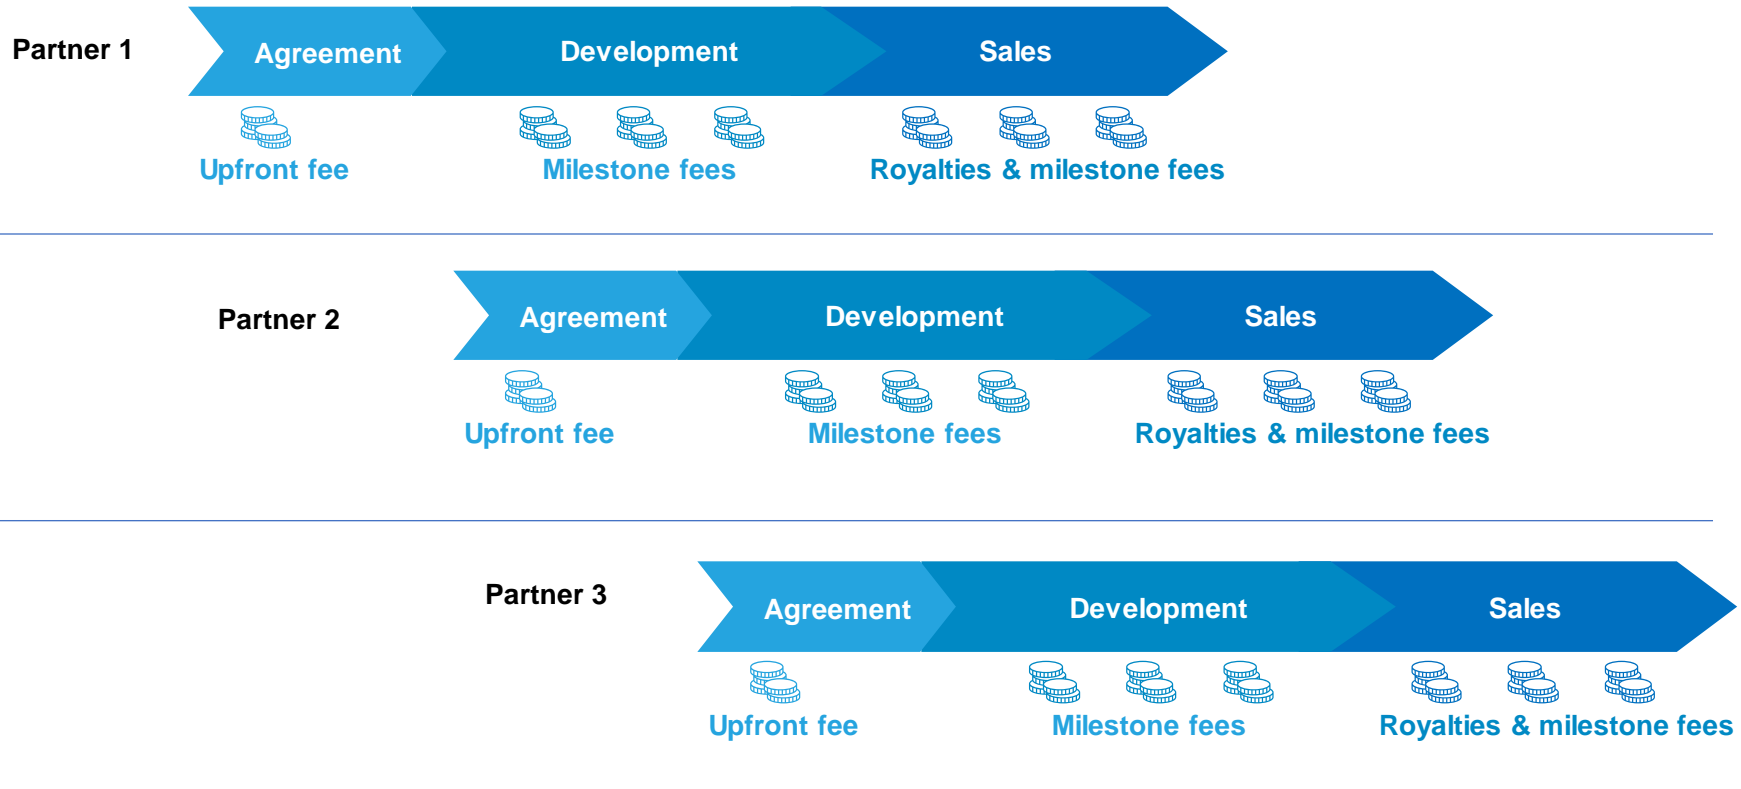 Partner 1
Agreement
Development
Sales
Upfront fee
Milestone fees
Royalties & milestone fees
Partner 2
Agreement
Development
Sales
Upfront fee
Milestone fees
Royalties & milestone fees
Partner 3
Agreement
Development
Sales
Upfront fee
Milestone fees
Royalties & milestone fees